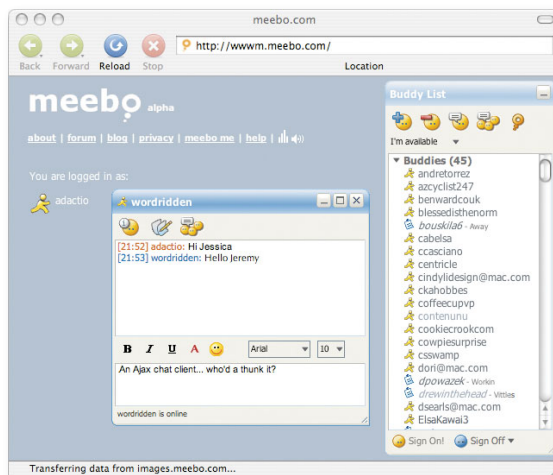 meebo.com
http://wwwm.meebo.com/
Back Forward Reload Stop Location
meebo alpha
about | forum | blog | privacy | meebo me | help |
You are logged in as:
adactio
wordridden
[21:52] adactio: Hi Jessica
[21:53] wordridden: Hello Jeremy
B I U A Arial 10
An Ajax chat client... who'd a thunk it?
wordridden is online
Buddy List
I'm available
Buddies (45)
andretorrez
azcyclist247
benwardcouk
blessedisthenorm
bouskila6 - Away
cabelsa
ccasciano
centricle
cindylidesign@mac.com
ckahobbes
coffeecupvp
contenunu
cookiecrookcom
cowpiesurprise
csswamp
dori@mac.com
dpowazek - Workin
drewinthehead - Vittles
dsearls@mac.com
ElsaKawai3
Sign On! Sign Off
Transferring data from images.meebo.com...